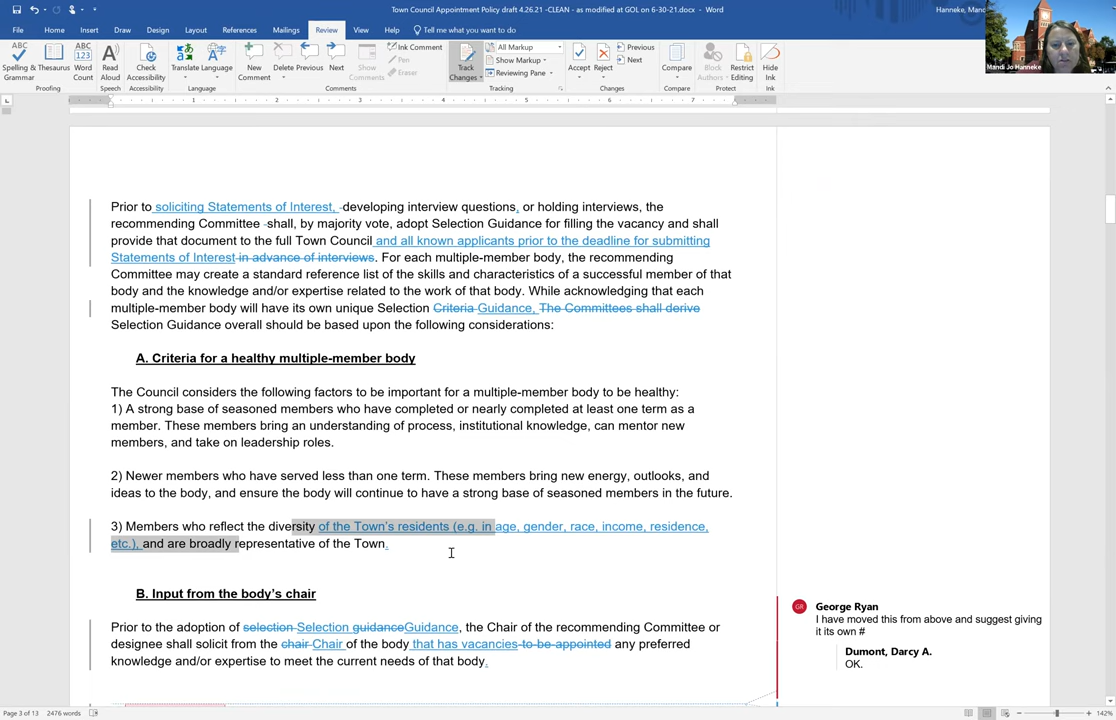 Town Council Appointment Policy draft 4.26.21 -CLEAN - as modified at GOL on 6-30-21.docx - Word
Hanneke, Mand
File Home Insert Draw Design Layout References Mailings Review View Help Tell me what you want to do
Spelling & Grammar
Thesaurus
Word Count
Read Aloud
Check Accessibility
Translate
Language
New Comment
Delete
Previous
Next
Show Comments
Ink Comment
Pen
Eraser
Track Changes
All Markup
Show Markup
Reviewing Pane
Accept
Reject
Previous
Next
Compare
Block Authors
Restrict Editing
Hide Ink
Mandi Jo Hanneke
Proofing Speech Accessibility Language Comments Tracking Changes Compare Protect Ink
1 2 3 4 5 6 7
Prior to soliciting Statements of Interest, -developing interview questions, or holding interviews, the
recommending Committee -shall, by majority vote, adopt Selection Guidance for filling the vacancy and shall
provide that document to the full Town Council and all known applicants prior to the deadline for submitting
Statements of Interest in advance of interviews. For each multiple-member body, the recommending
Committee may create a standard reference list of the skills and characteristics of a successful member of that
body and the knowledge and/or expertise related to the work of that body. While acknowledging that each
multiple-member body will have its own unique Selection Criteria Guidance, The Committees shall derive
Selection Guidance overall should be based upon the following considerations:
A. Criteria for a healthy multiple-member body
The Council considers the following factors to be important for a multiple-member body to be healthy:
1) A strong base of seasoned members who have completed or nearly completed at least one term as a
member. These members bring an understanding of process, institutional knowledge, can mentor new
members, and take on leadership roles.
2) Newer members who have served less than one term. These members bring new energy, outlooks, and
ideas to the body, and ensure the body will continue to have a strong base of seasoned members in the future.
3) Members who reflect the diversity of the Town's residents (e.g. in age, gender, race, income, residence,
etc.), and are broadly representative of the Town.
B. Input from the body's chair
Prior to the adoption of selection Selection guidanceGuidance, the Chair of the recommending Committee or
designee shall solicit from the chair Chair of the body that has vacancies to be appointed any preferred
knowledge and/or expertise to meet the current needs of that body.
GR George Ryan
I have moved this from above and suggest giving
it its own #
Dumont, Darcy A.
OK.
Page 3 of 13 2476 words
142%